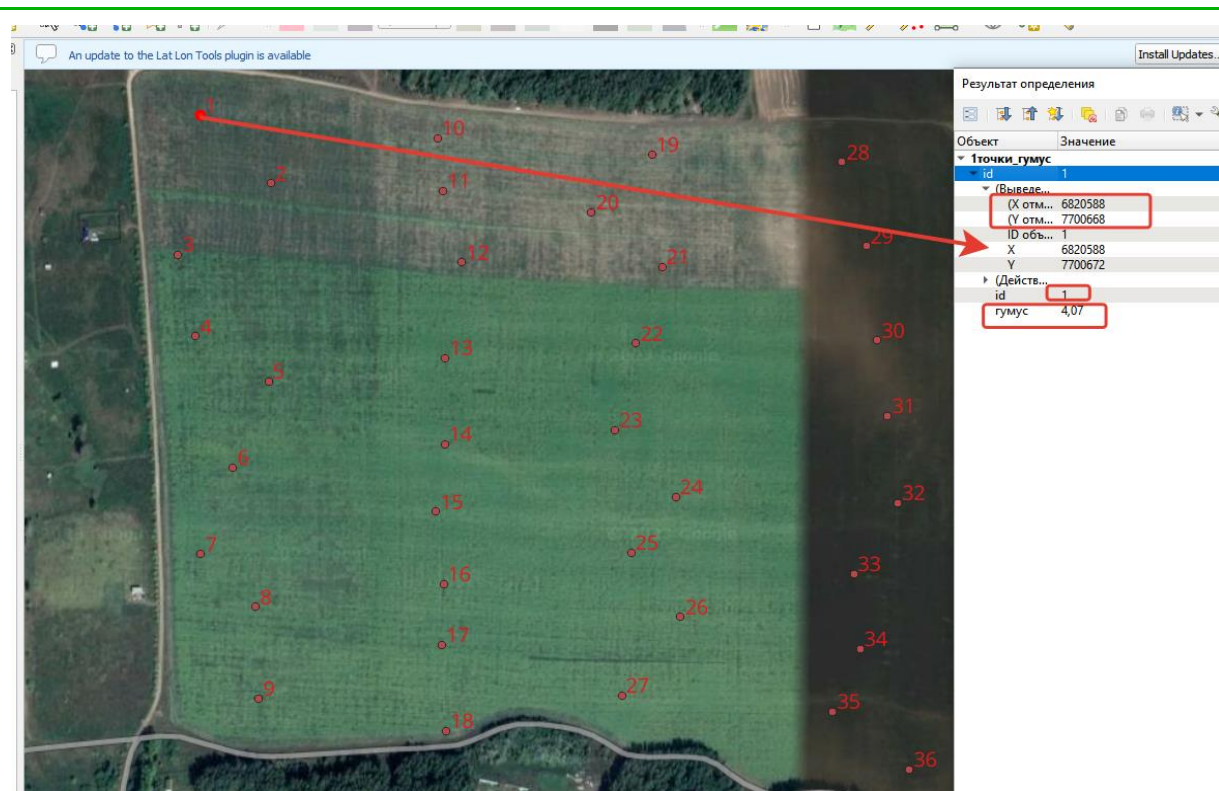 An update to the Lat Lon Tools plugin is available
Install Updates...
Результат определения
Объект Значение
1точки_гумус
id 1
(Выведе...
(X отм... 6820588
(Y отм... 7700668
ID объ... 1
X 6820588
Y 7700672
(Действ...
id 1
гумус 4,07
1
10
19
28
2
11
20
29
3
12
21
4
22
30
13
5
31
23
14
6
24
32
15
7
25
33
16
8
26
34
17
9
27
35
18
36